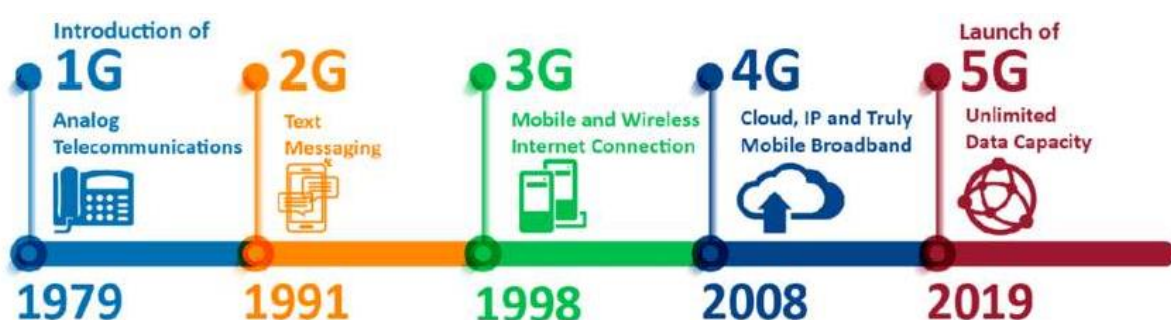 Introduction of
1G
Analog
Telecommunications
1979
2G
Text
Messaging
&
1991
3G
Mobile and Wireless
Internet Connection
1998
4G
Cloud, IP and Truly
Mobile Broadband
2008
Launch of
5G
Unlimited
Data Capacity
2019